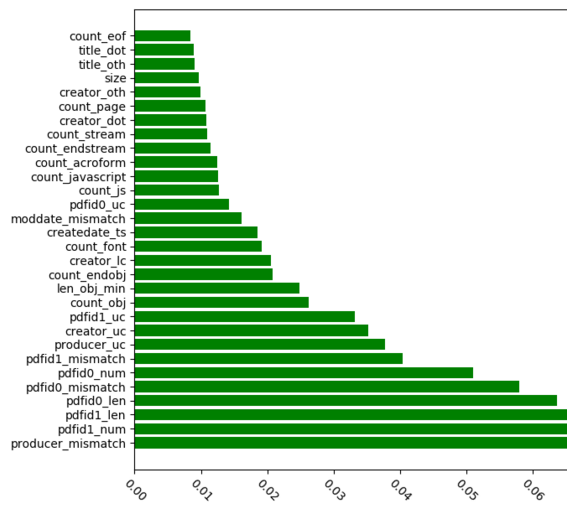 count_eof
title_dot
title_oth
size
creator_oth
count_page
creator_dot
count_stream
count_endstream
count_acroform
count_javascript
count_js
pdfid0_uc
moddate_mismatch
createdate_ts
count_font
creator_lc
count_endobj
len_obj_min
count_obj
pdfid1_uc
creator_uc
producer_uc
pdfid1_mismatch
pdfid0_num
pdfid0_mismatch
pdfid0_len
pdfid1_len
pdfid1_num
producer_mismatch
0.00 0.01 0.02 0.03 0.04 0.05 0.06